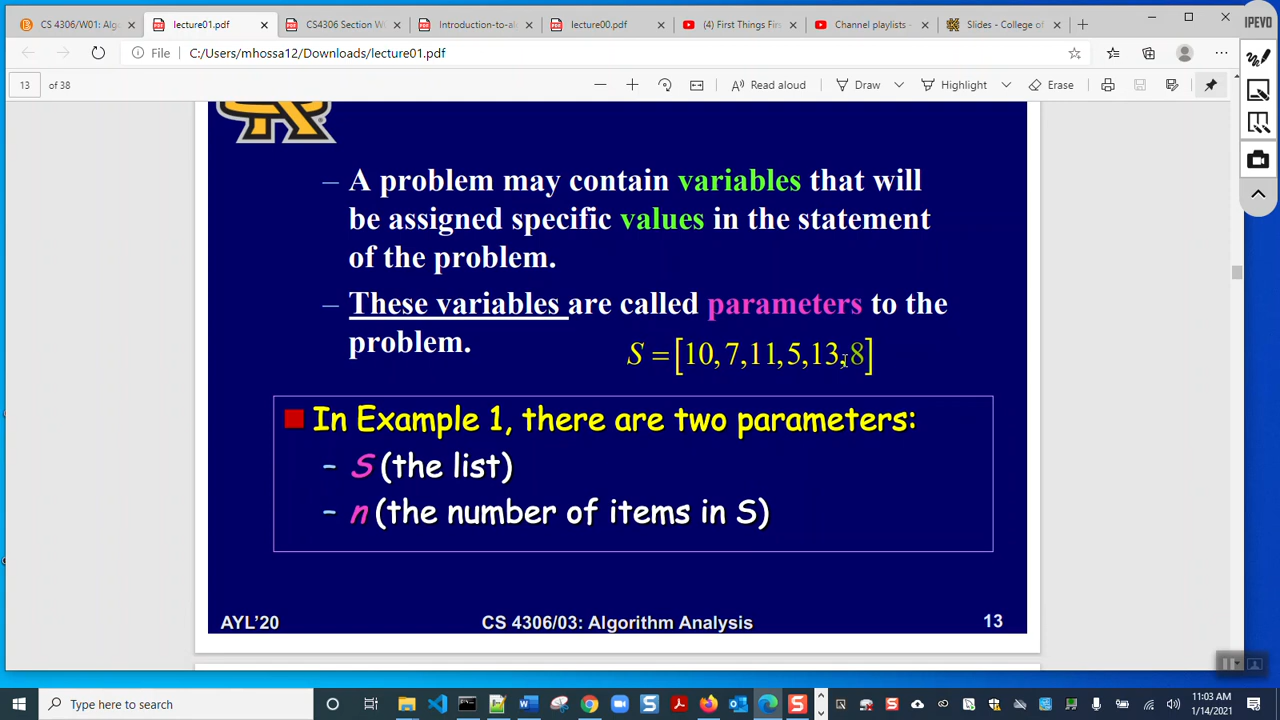 CS 4306/W01: Alg
lecture01.pdf
CS4306 Section W
Introduction-to-a
lecture00.pdf
(4) First Things Fir
Channel playlists -
Slides - College of
IPEVO
File
C:/Users/mhossa12/Downloads/lecture01.pdf
13 of 38
Read aloud
Draw
Highlight
Erase
– A problem may contain variables that will
be assigned specific values in the statement
of the problem.
– These variables are called parameters to the
problem.
S = [10, 7, 11, 5, 13, 8]
In Example 1, there are two parameters:
– S (the list)
– n (the number of items in S)
AYL'20
CS 4306/03: Algorithm Analysis
13
Type here to search
11:03 AM
1/14/2021